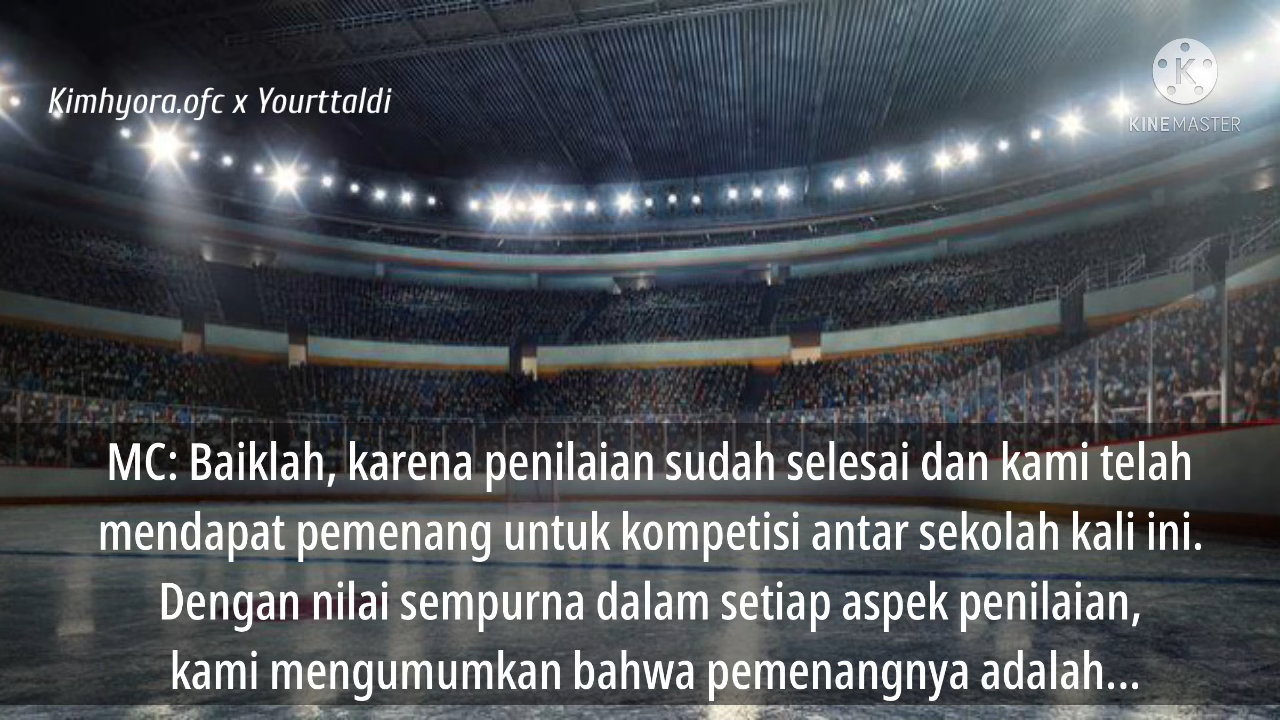 Kimhyora.ofc x Yourttaldi
K
KINEMASTER
MC: Baiklah, karena penilaian sudah selesai dan kami telah
mendapat pemenang untuk kompetisi antar sekolah kali ini.
Dengan nilai sempurna dalam setiap aspek penilaian,
kami mengumumkan bahwa pemenangnya adalah...